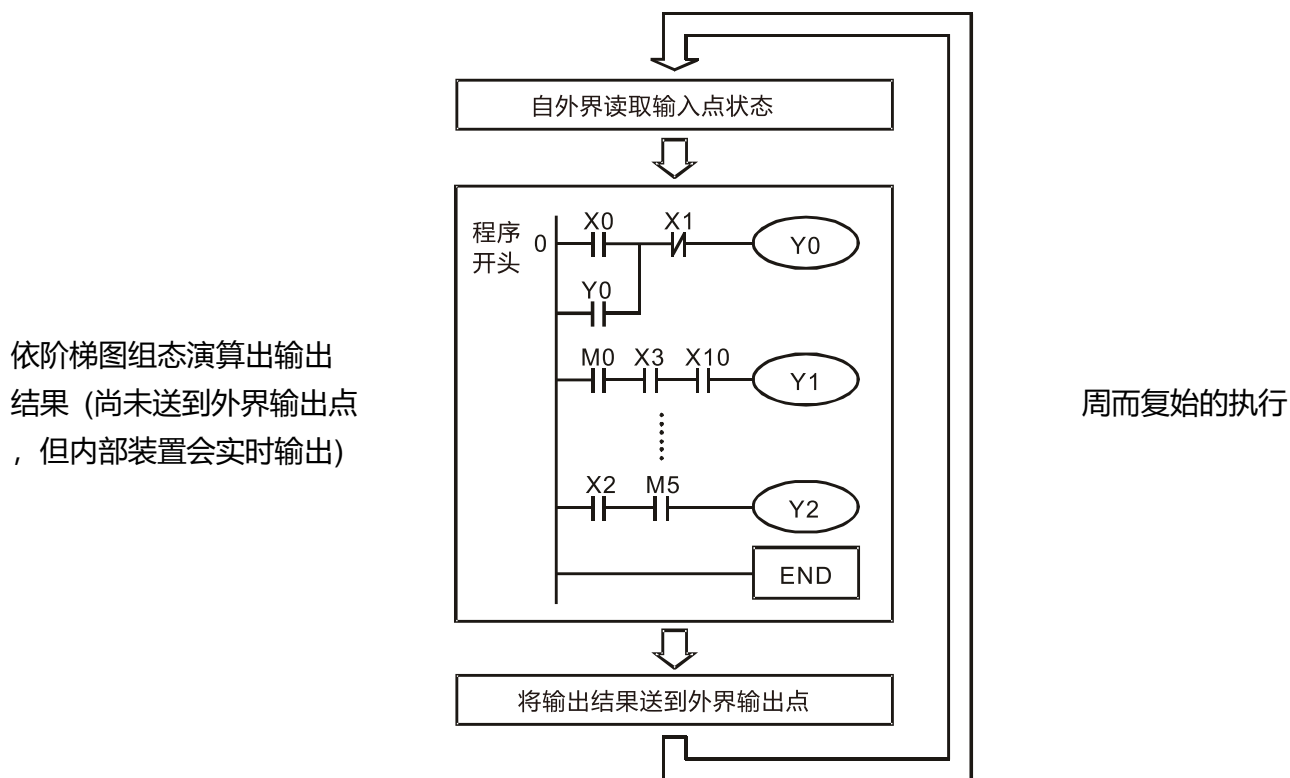 自外界读取输入点状态
程序
开头
0
X0
X1
Y0
Y0
M0
X3
X10
Y1
X2
M5
Y2
END
依阶梯图组态演算出输出
结果 (尚未送到外界输出点
, 但内部装置会实时输出)
周而复始的执行
将输出结果送到外界输出点